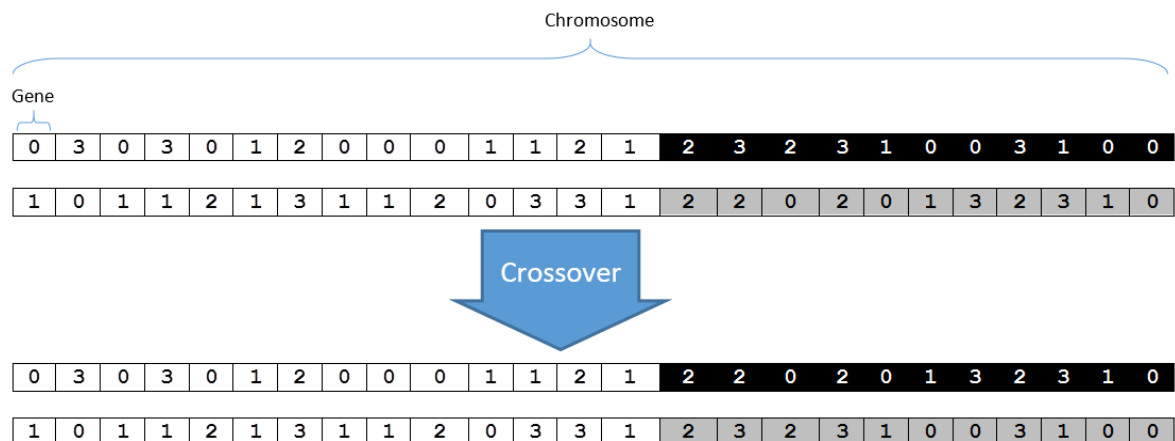 Chromosome
Gene
0 3 0 3 0 1 2 0 0 0 1 1 2 1 2 3 2 3 1 0 0 3 1 0 0
1 0 1 1 2 1 3 1 1 2 0 3 3 1 2 2 0 2 0 1 3 2 3 1 0
Crossover
0 3 0 3 0 1 2 0 0 0 1 1 2 1 2 2 0 2 0 1 3 2 3 1 0
1 0 1 1 2 1 3 1 1 2 0 3 3 1 2 3 2 3 1 0 0 3 1 0 0